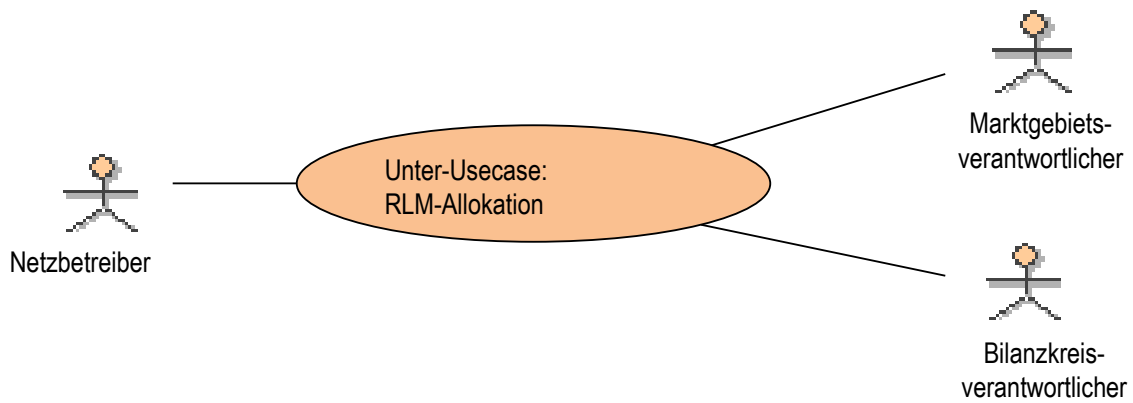 Marktgebiets-
verantwortlicher
Unter-Usecase:
RLM-Allokation
Netzbetreiber
Bilanzkreis-
verantwortlicher